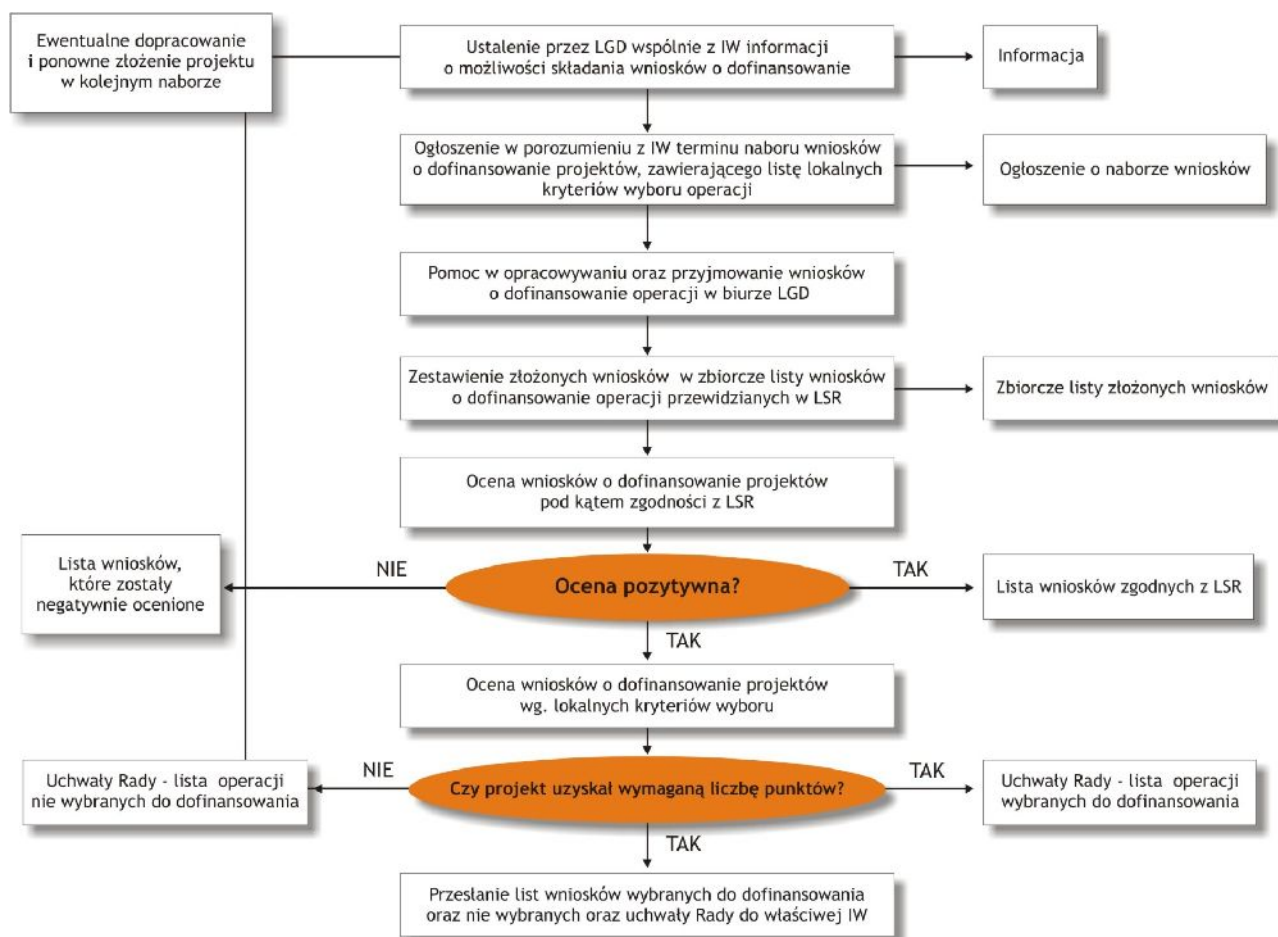 Ewentualne dopracowanie
i ponowne złożenie projektu
w kolejnym naborze
Ustalenie przez LGD wspólnie z IW informacji
o możliwości składania wniosków o dofinansowanie
Informacja
Ogłoszenie w porozumieniu z IW terminu naboru wniosków
o dofinansowanie projektów, zawierającego listę lokalnych
kryteriów wyboru operacji
Ogłoszenie o naborze wniosków
Pomoc w opracowywaniu oraz przyjmowanie wniosków
o dofinansowanie operacji w biurze LGD
Zestawienie złożonych wniosków w zbiorcze listy wniosków
o dofinansowanie operacji przewidzianych w LSR
Zbiorcze listy złożonych wniosków
Ocena wniosków o dofinansowanie projektów
pod kątem zgodności z LSR
Lista wniosków,
które zostały
negatywnie ocenione
NIE
Ocena pozytywna?
TAK
Lista wniosków zgodnych z LSR
TAK
Ocena wniosków o dofinansowanie projektów
wg. lokalnych kryteriów wyboru
Uchwały Rady - lista operacji
nie wybranych do dofinansowania
NIE
Czy projekt uzyskał wymaganą liczbę punktów?
TAK
Uchwały Rady - lista operacji
wybranych do dofinansowania
TAK
Przesłanie list wniosków wybranych do dofinansowania
oraz nie wybranych oraz uchwały Rady do właściwej IW